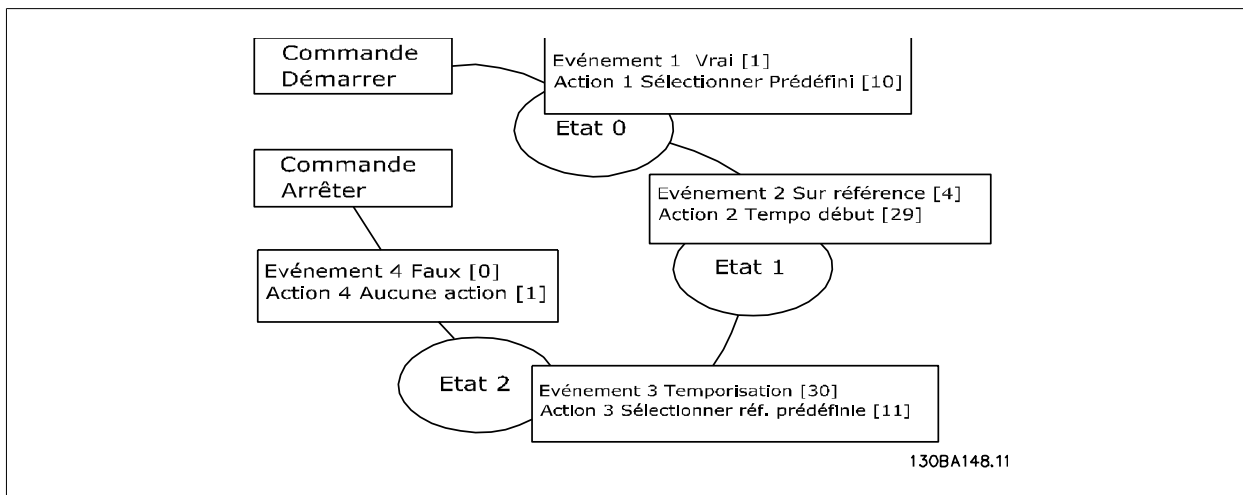 Commande
Démarrer
Evénement 1 Vrai [1]
Action 1 Sélectionner Prédéfini [10]
Etat 0
Commande
Arrêter
Evénement 2 Sur référence [4]
Action 2 Tempo début [29]
Etat 1
Evénement 4 Faux [0]
Action 4 Aucune action [1]
Etat 2
Evénement 3 Temporisation [30]
Action 3 Sélectionner réf. prédéfinie [11]
130BA148.11